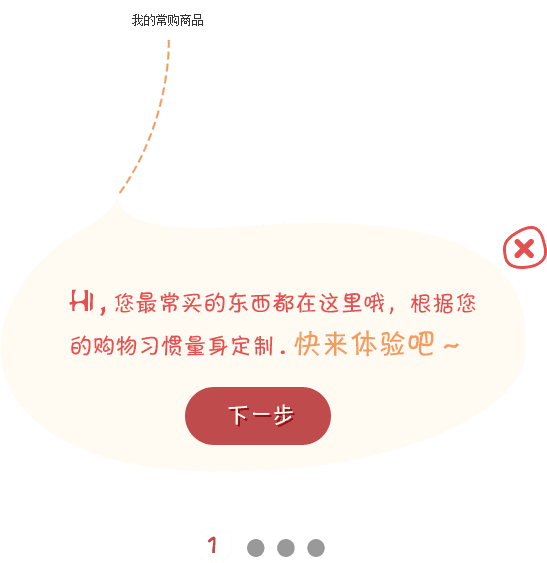 我的常购商品
Hi,您最常买的东西都在这里哦，根据您
的购物习惯量身定制.快来体验吧~
下一步
1